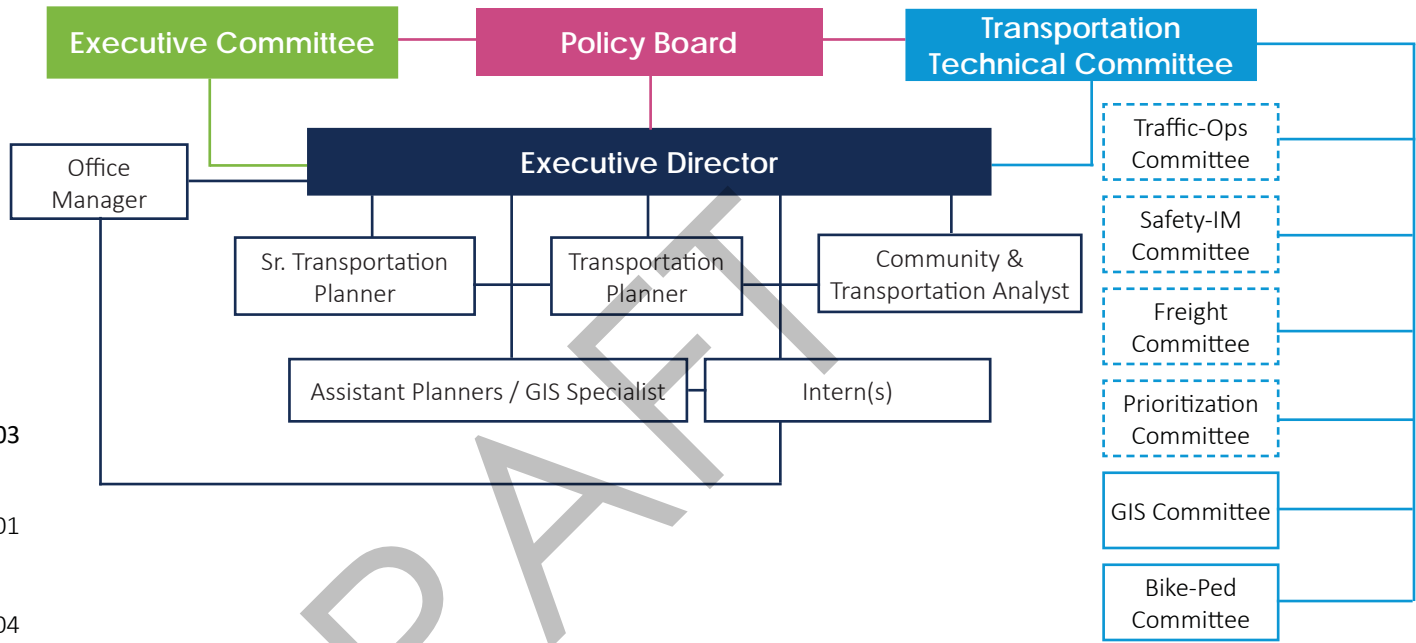 Executive Committee
Policy Board
Transportation
Technical Committee
Executive Director
Office
Manager
Sr. Transportation
Planner
Transportation
Planner
Community &
Transportation Analyst
Assistant Planners / GIS Specialist
Intern(s)
Traffic-Ops
Committee
Safety-IM
Committee
Freight
Committee
Prioritization
Committee
GIS Committee
Bike-Ped
Committee
03
01
04